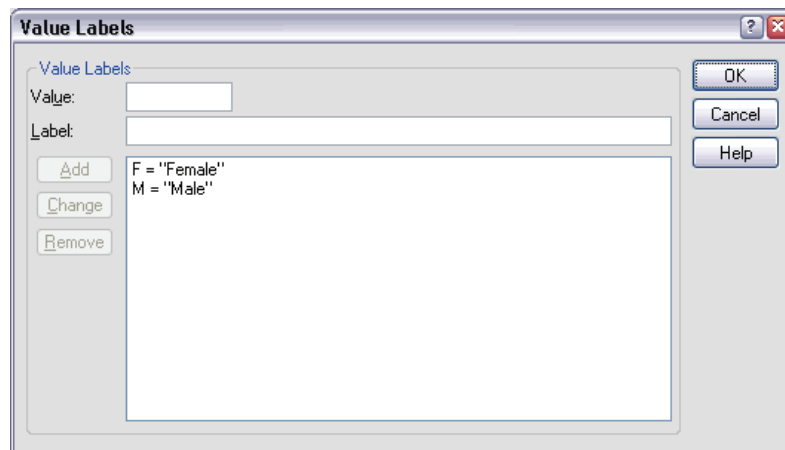 Value Labels
Value Labels
Value:
Label:
Add
Change
Remove
F = "Female"
M = "Male"
OK
Cancel
Help